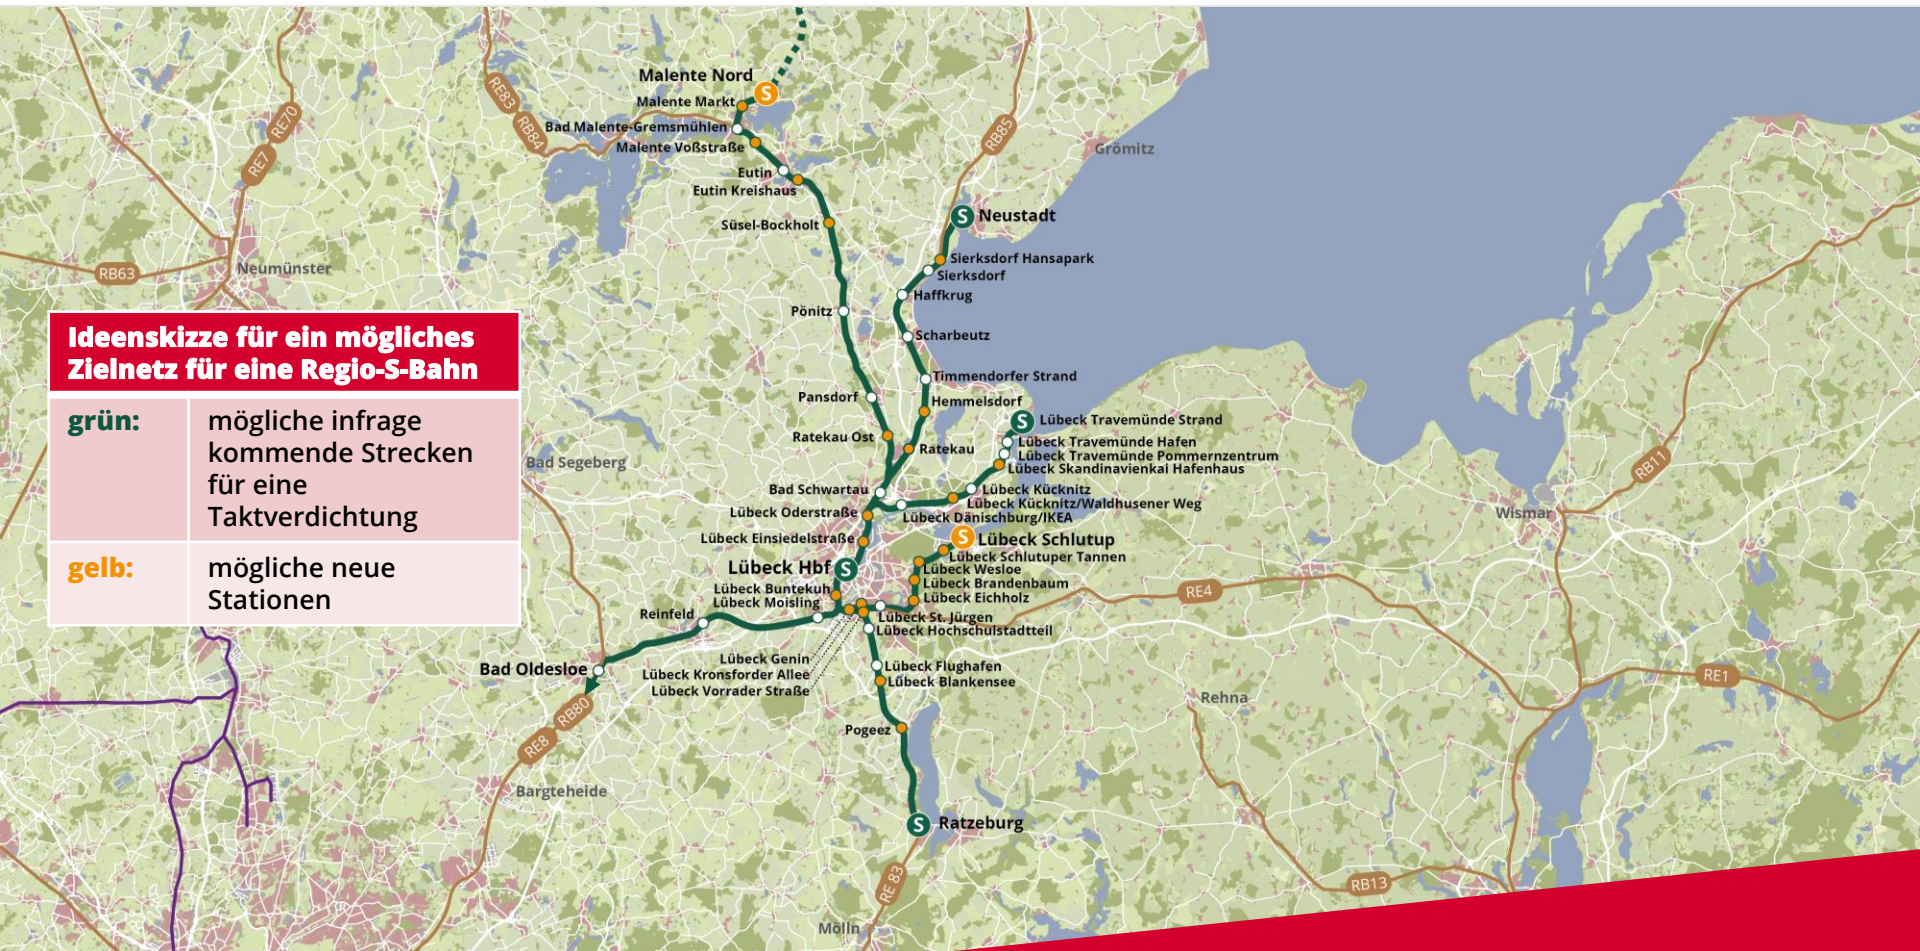 Malente Nord
S
Malente Markt
Bad Malente-Gremsmühlen
Malente Voßstraße
Eutin
Eutin Kreishaus
Süsel-Bockholt
Pönitz
Pansdorf
Ratekau Ost
Bad Schwartau
Lübeck Oderstraße
Lübeck Einsiedelstraße
Lübeck Hbf
S
Lübeck Buntekuh
Lübeck Moisling
Reinfeld
Bad Oldesloe
Lübeck Genin
Lübeck Kronsforder Allee
Lübeck Vorrader Straße
Pogeez
S
Neustadt
Sierksdorf Hansapark
Sierksdorf
Haffkrug
Scharbeutz
Timmendorfer Strand
Hemmelsdorf
Ratekau
S
Lübeck Travemünde Strand
Lübeck Travemünde Hafen
Lübeck Travemünde Pommernzentrum
Lübeck Skandinavienkai Hafenhaus
Lübeck Kücknitz
Lübeck Kücknitz/Waldhusener Weg
Lübeck Dänischburg/IKEA
S
Lübeck Schlutup
Lübeck Schlutuper Tannen
Lübeck Wesloe
Lübeck Brandenbaum
Lübeck Eichholz
Lübeck St. Jürgen
Lübeck Hochschulstadtteil
Lübeck Flughafen
Lübeck Blankensee
S
Ratzeburg
RE83
RB84
RE70
RE7
RB85
RB63
RB11
RE4
RE1
RB80
RE8
RE 83
RB13
Grömitz
Neumünster
Bad Segeberg
Wismar
Rehna
Bargteheide
Mölln
Ideenskizze für ein mögliches
Zielnetz für eine Regio-S-Bahn
grün:
mögliche infrage
kommende Strecken
für eine
Taktverdichtung
gelb:
mögliche neue
Stationen